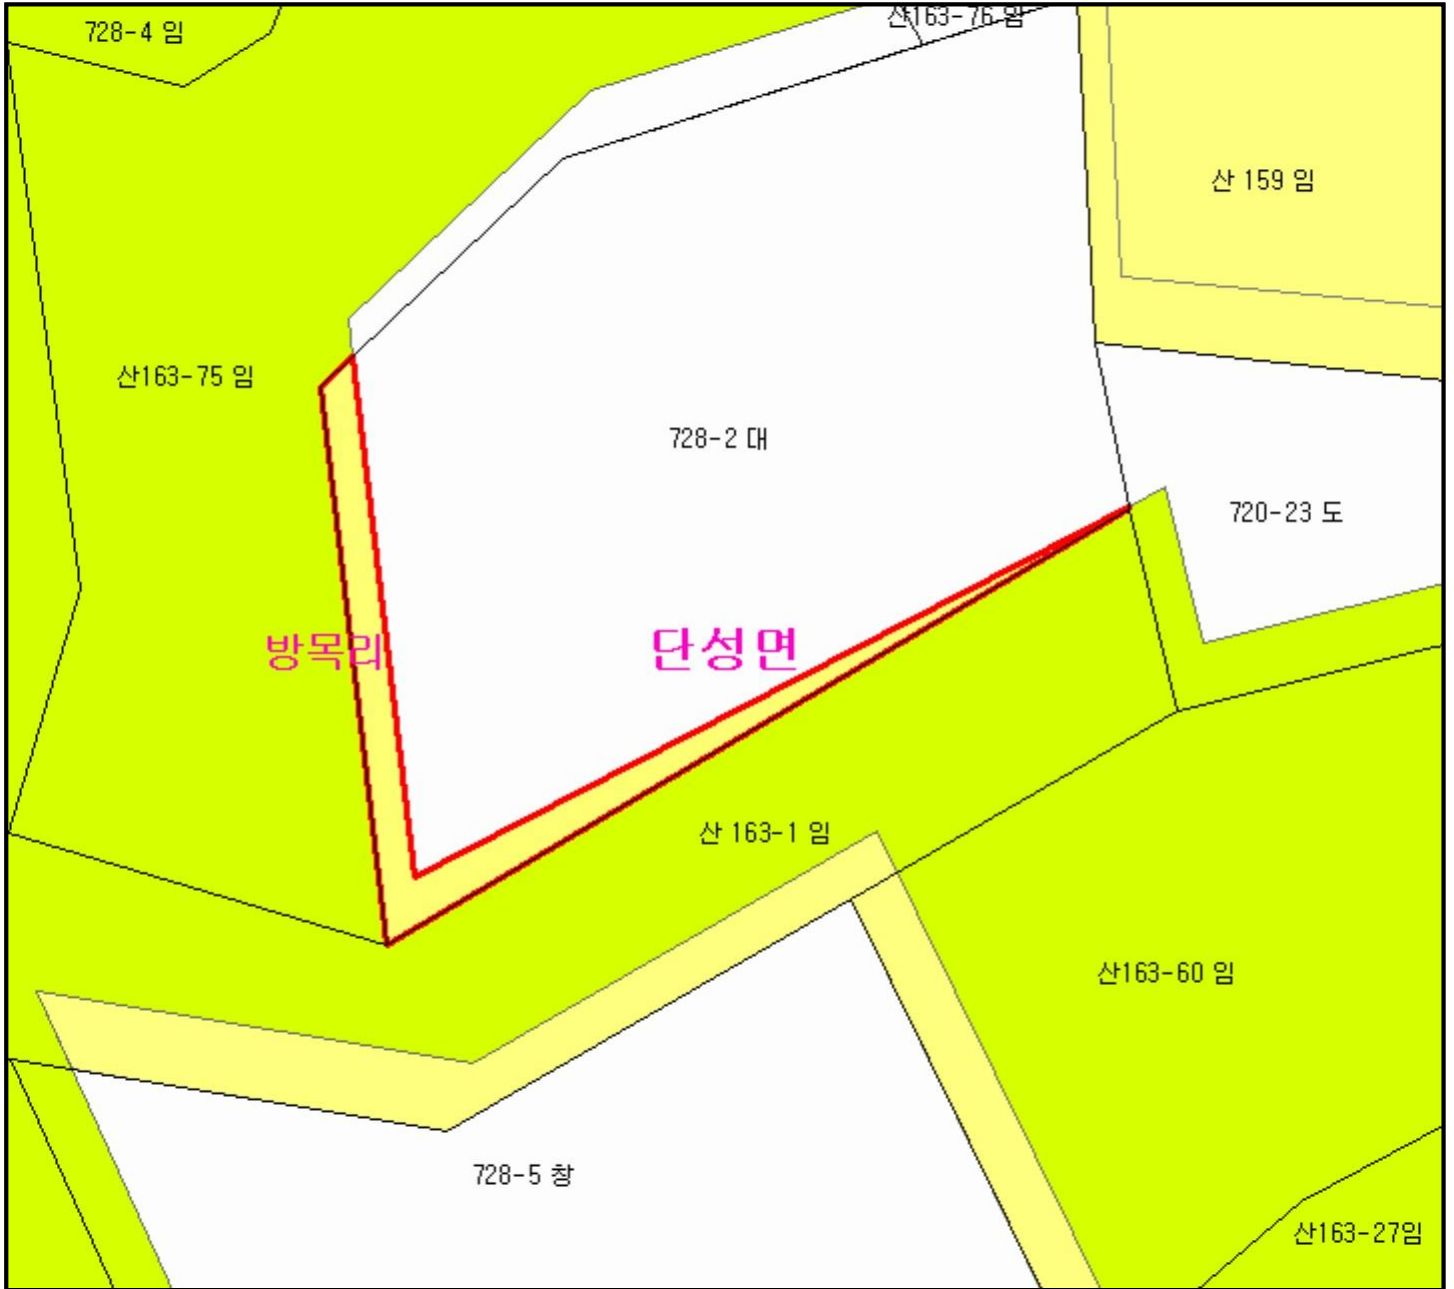 산163-76 임
728-4 임
산 159 임
산163-75 임
728-2 대
720-23 도
방목리
단성면
산 163-1 임
산163-60 임
728-5 창
산163-27임